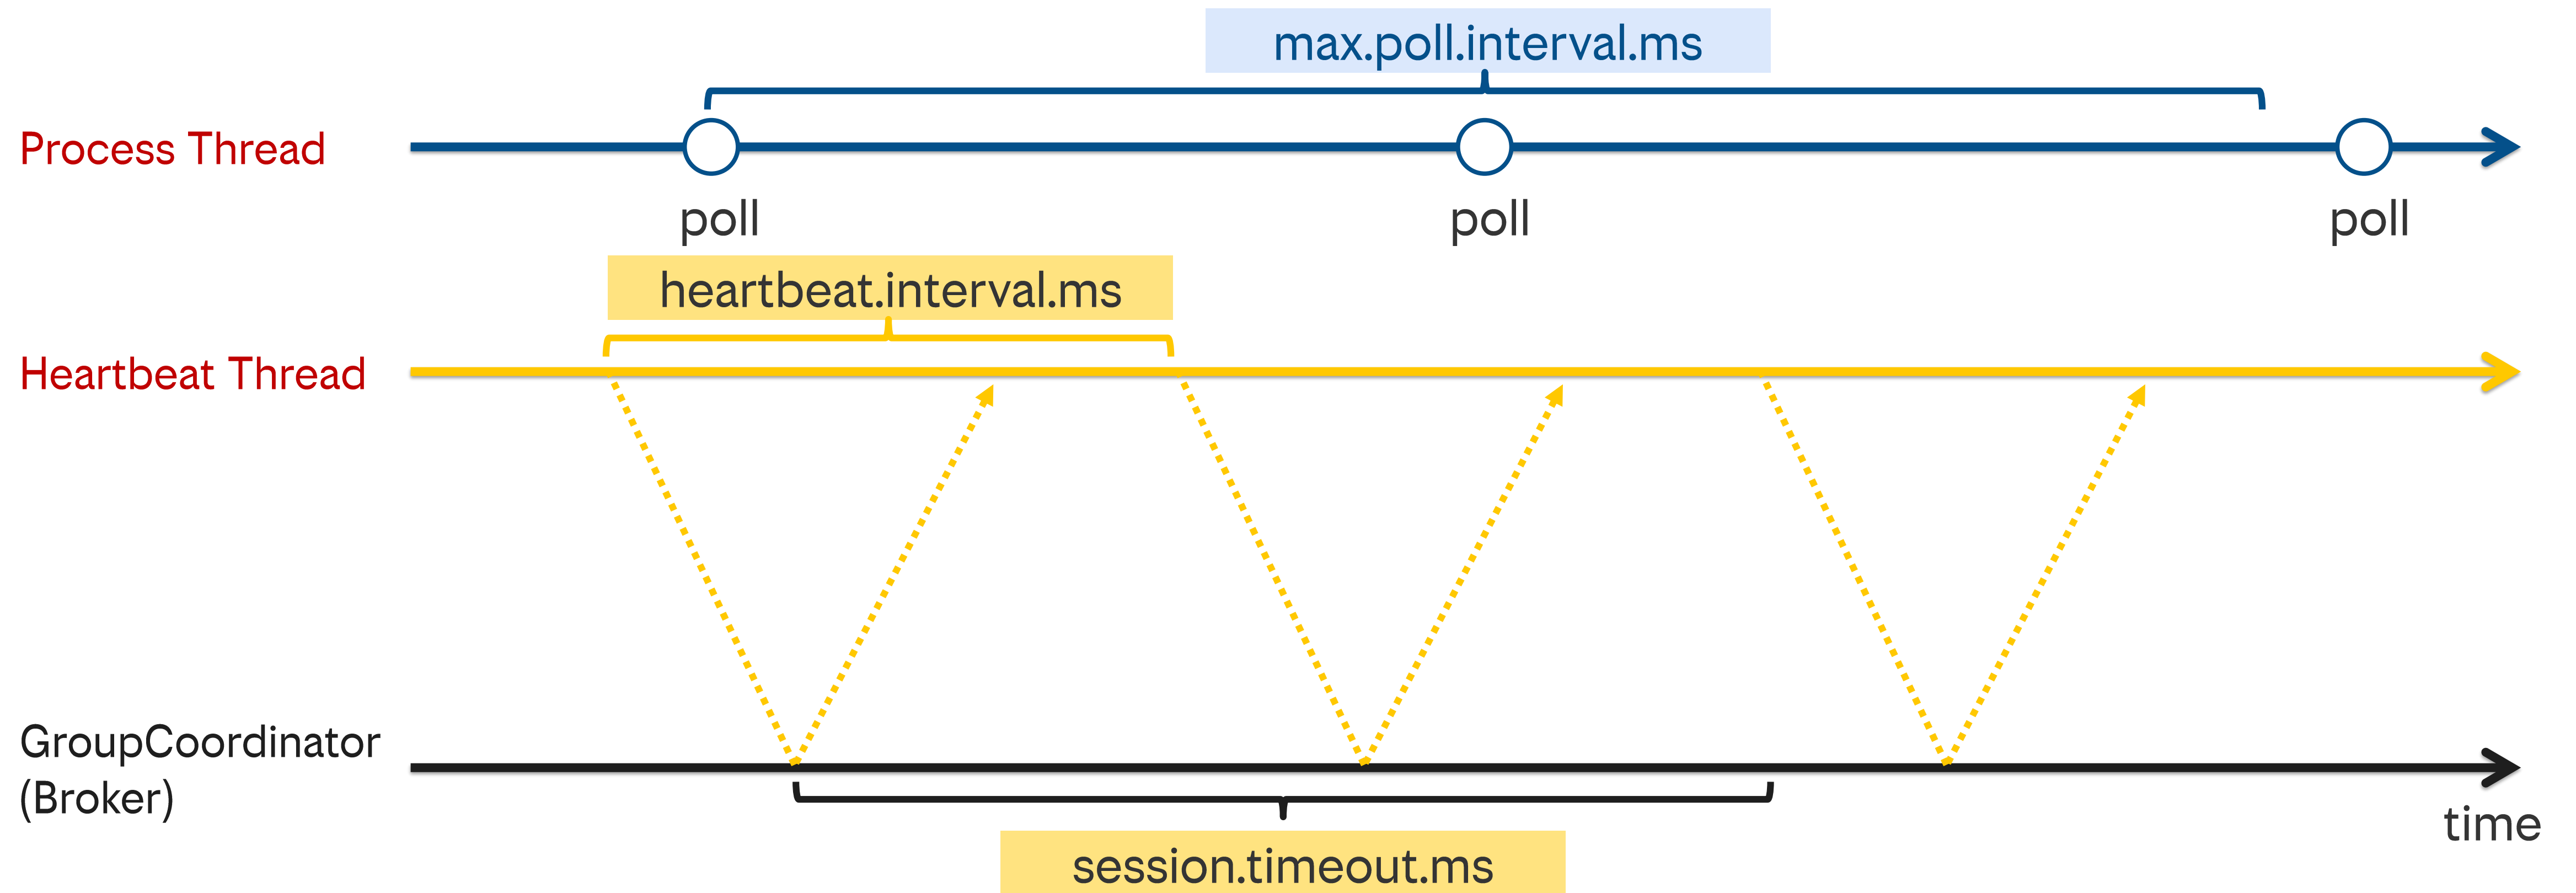 max.poll.interval.ms
Process Thread
poll
poll
poll
heartbeat.interval.ms
Heartbeat Thread
GroupCoordinator
(Broker)
time
session.timeout.ms